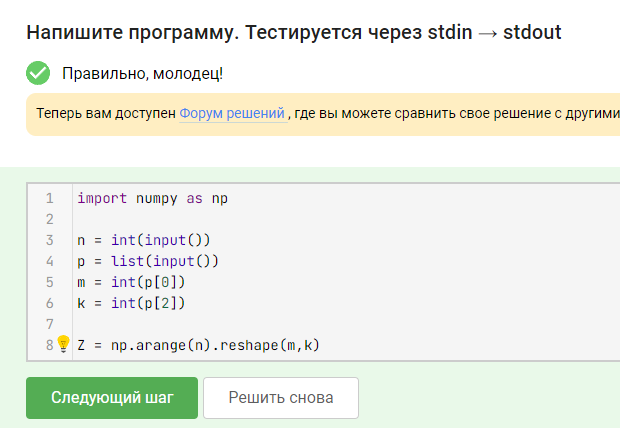 Напишите программу. Тестируется через stdin → stdout
Правильно, молодец!
Теперь вам доступен Форум решений , где вы можете сравнить свое решение с другими
1 import numpy as np
2
3 n = int(input())
4 p = list(input())
5 m = int(p[0])
6 k = int(p[2])
7
8 Z = np.arange(n).reshape(m,k)
Следующий шаг Решить снова